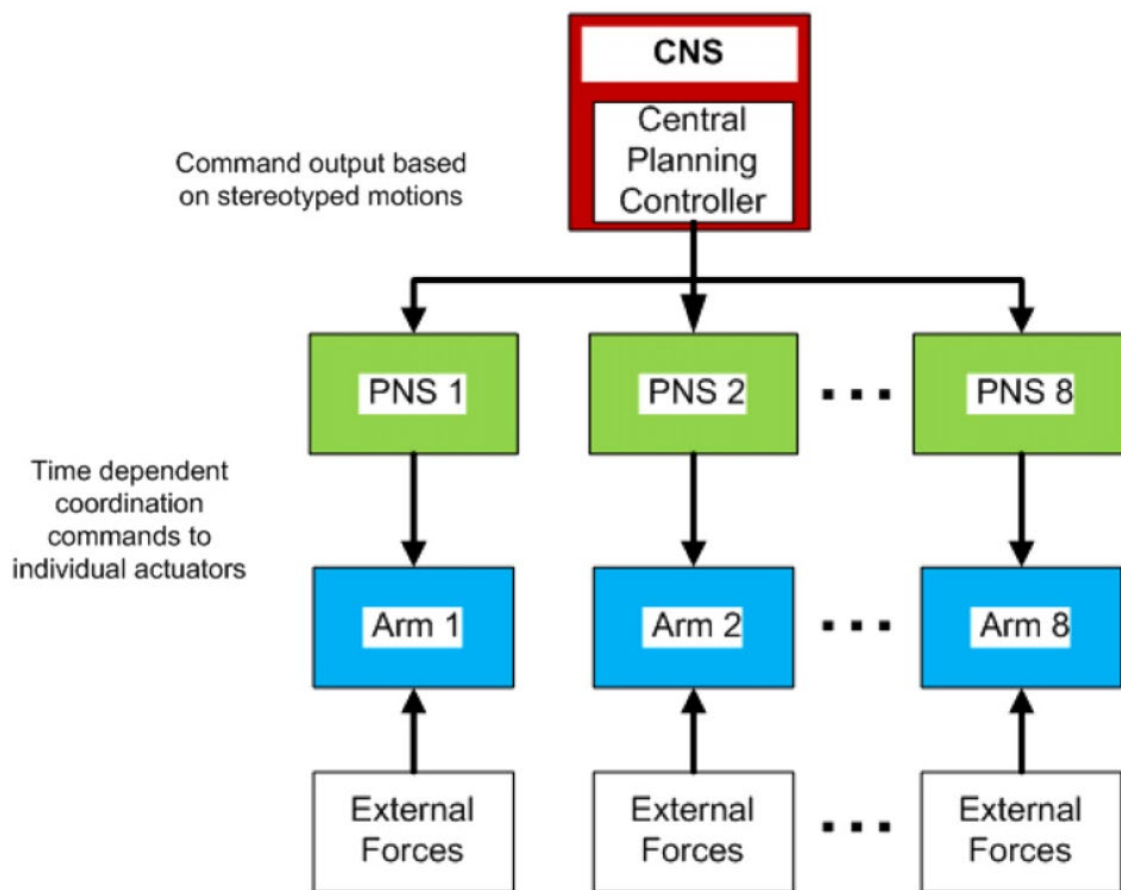 CNS
Central
Planning
Controller
Command output based
on stereotyped motions
PNS 1
PNS 2
PNS 8
Time dependent
coordination
commands to
individual actuators
Arm 1
Arm 2
Arm 8
External
Forces
External
Forces
External
Forces